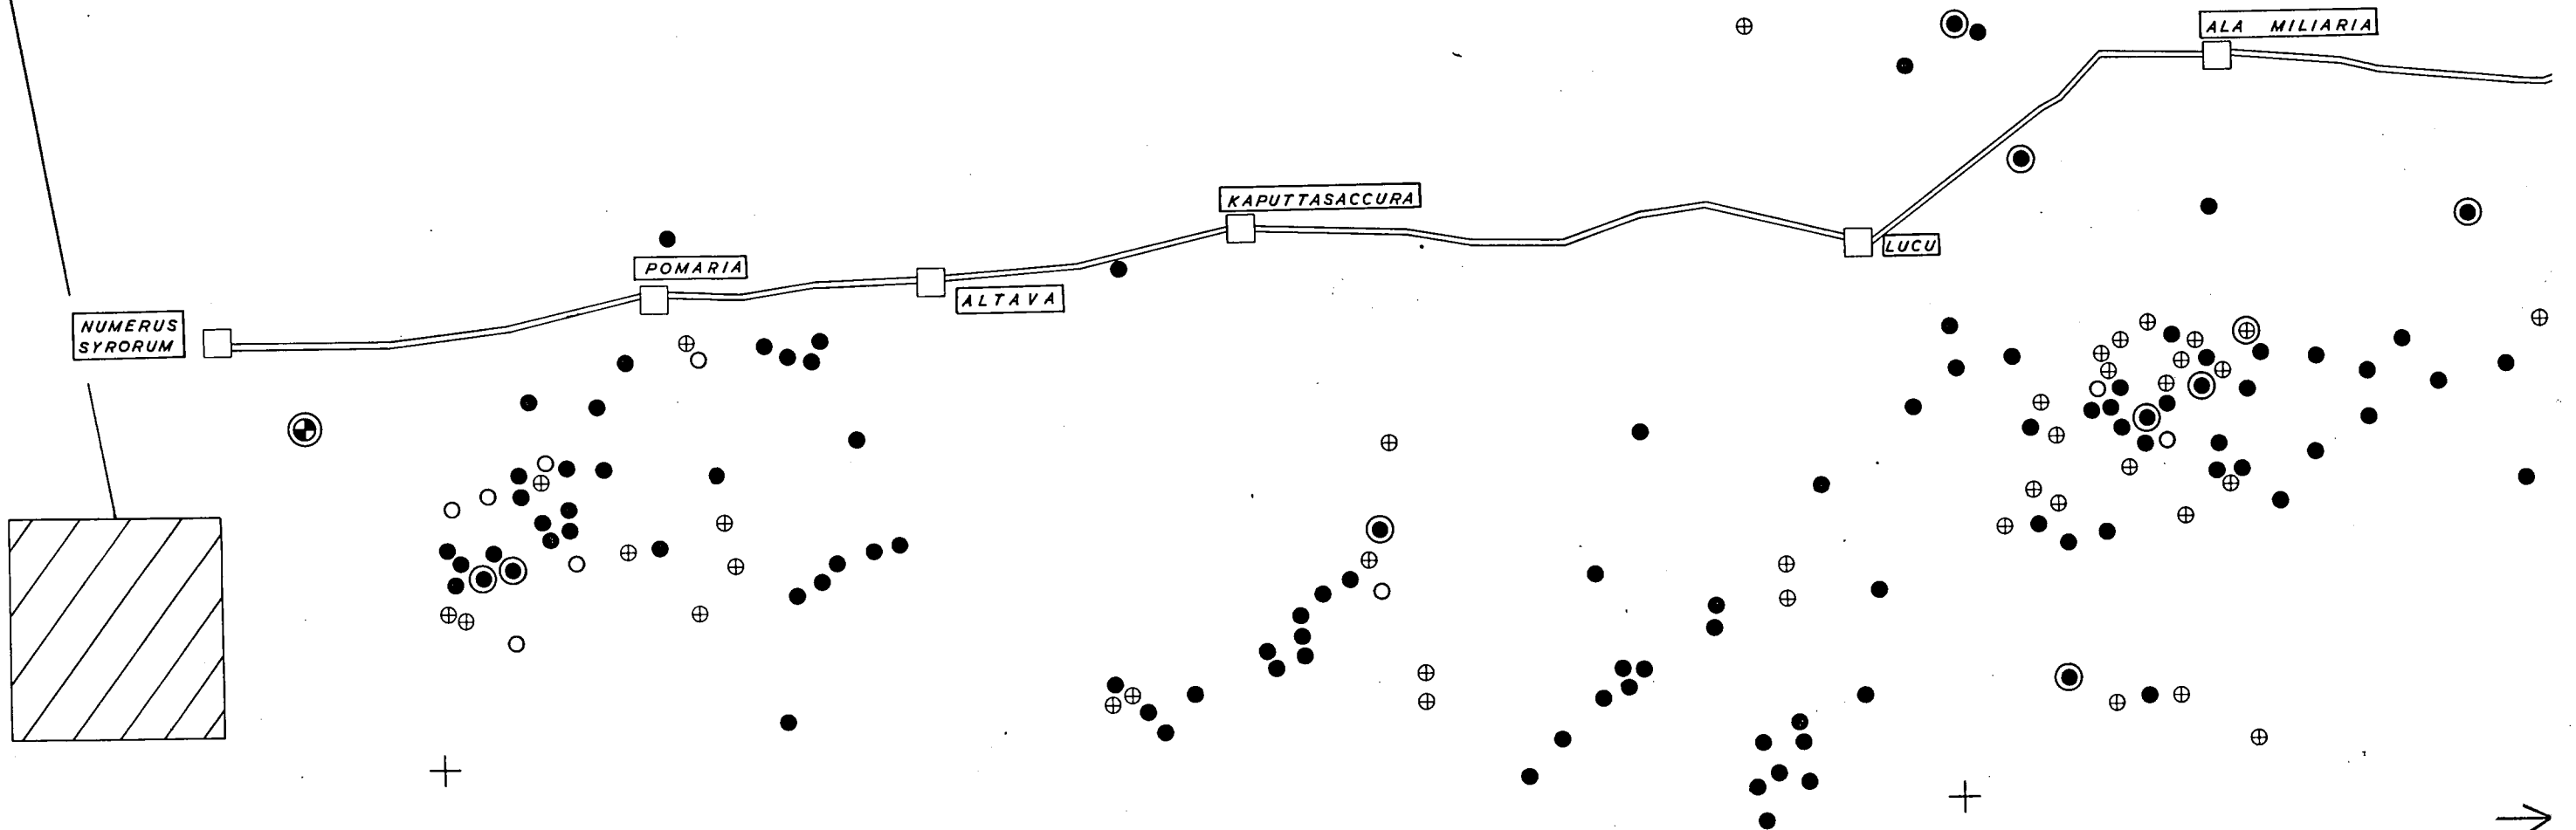 ALA MILIARIA
KAPUTTASACCURA
LUCU
POMARIA
ALTAVA
NUMERUS
SYRORUM